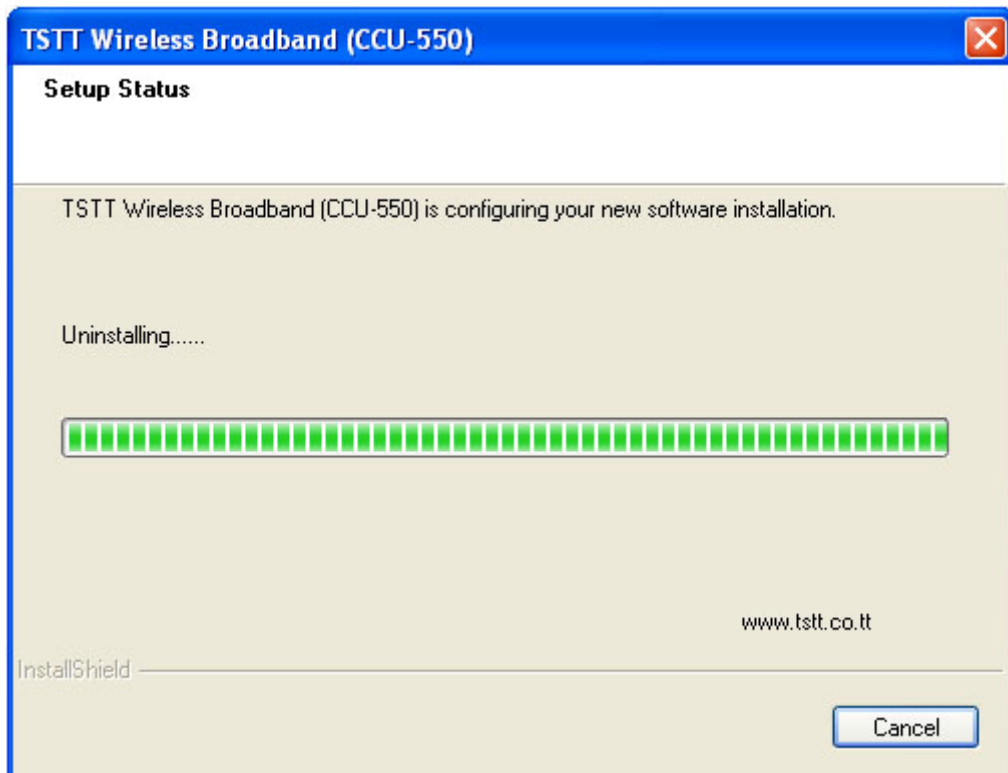 TSTT Wireless Broadband (CCU-550)
Setup Status
TSTT Wireless Broadband (CCU-550) is configuring your new software installation.
Uninstalling......
www.tstt.co.tt
InstallShield
Cancel